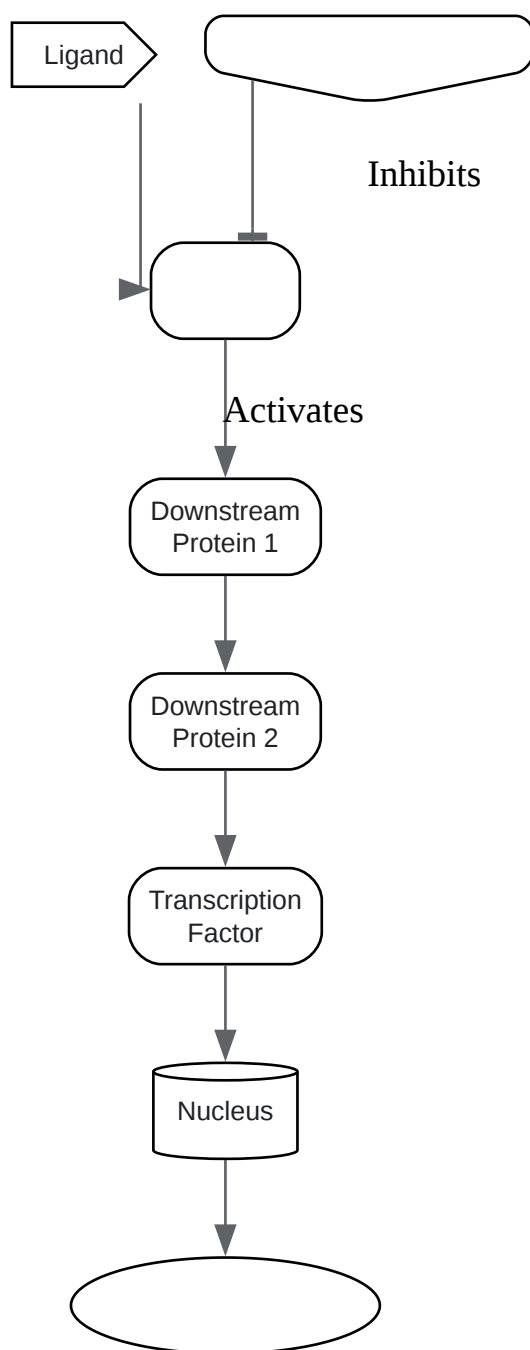 Ligand
Inhibits
Activates
Downstream
Protein 1
Downstream
Protein 2
Transcription
Factor
Nucleus